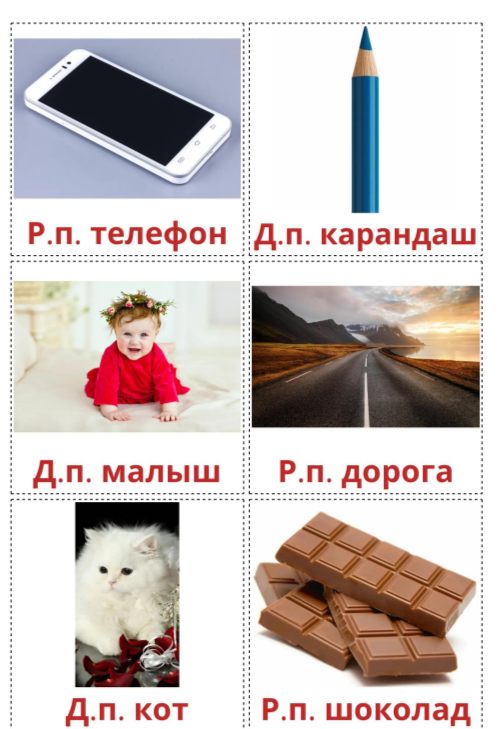 Р.п. телефон
Д.п. карандаш
Д.п. малыш
Р.п. дорога
Д.п. кот
Р.п. шоколад